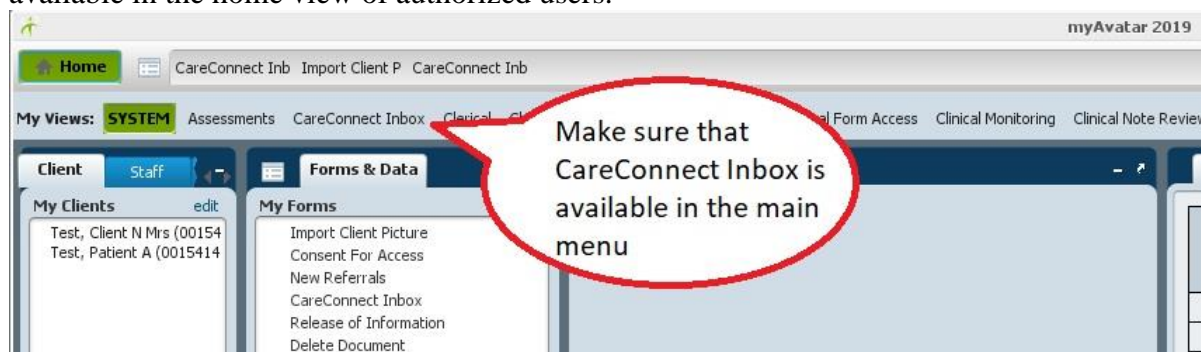 available in the home view of authorized users.
myAvatar 2019
Home CareConnect Inb Import Client P CareConnect Inb
My Views: SYSTEM Assessments CareConnect Inbox Clerical Form Access Clinical Monitoring Clinical Note Review
Make sure that
CareConnect Inbox is
available in the main
menu
Client Staff Forms & Data
My Clients edit My Forms
Test, Client N Mrs (00154
Test, Patient A (0015414
Import Client Picture
Consent For Access
New Referrals
CareConnect Inbox
Release of Information
Delete Document